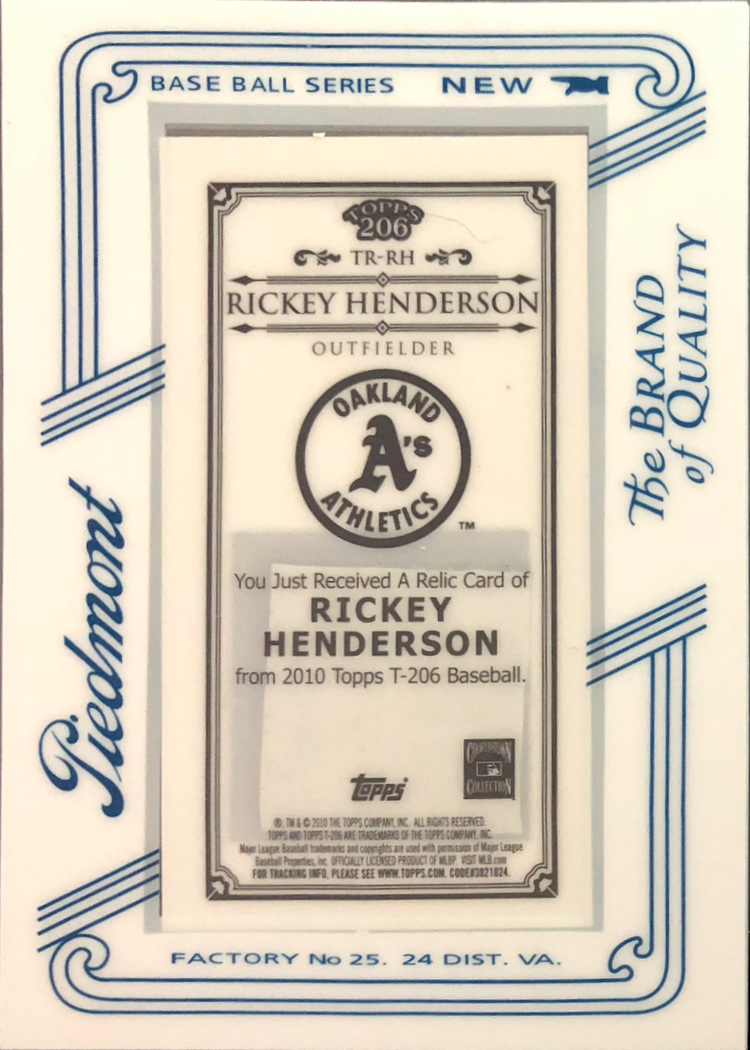 BASE BALL SERIES NEW
TOPPS
206
TR-RH
RICKEY HENDERSON
OUTFIELDER
OAKLAND
A's
ATHLETICS
TM
You Just Received A Relic Card of
RICKEY
HENDERSON
from 2010 Topps T-206 Baseball.
COOPERSTOWN
COLLECTION
topps
®, TM & © 2010 THE TOPPS COMPANY, INC. ALL RIGHTS RESERVED.
TOPPS AND TOPPS T-206 ARE TRADEMARKS OF THE TOPPS COMPANY, INC.
Major League Baseball trademarks and copyrights are used with permission of Major League
Baseball Properties, Inc. OFFICIALLY LICENSED PRODUCT OF MLBP. VISIT MLB.com
FOR TRACKING INFO, PLEASE SEE WWW.TOPPS.COM. CODE#3821024.
Piedmont
The BRAND
of QUALITY
FACTORY No 25. 24 DIST. VA.